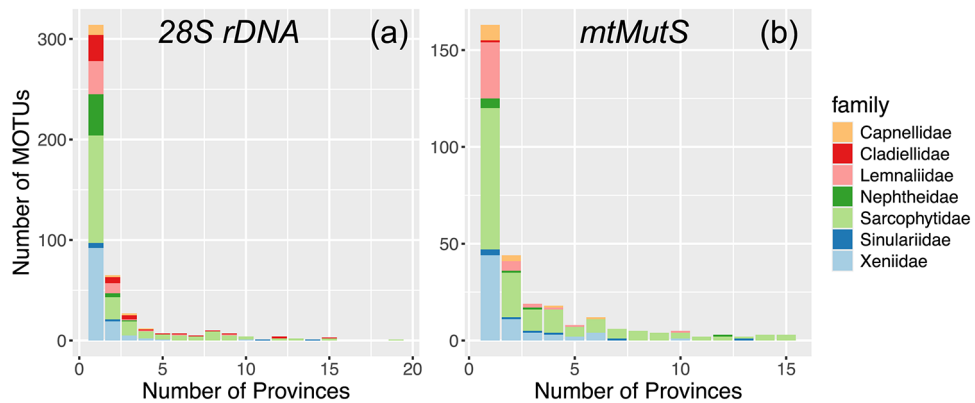 28S rDNA (a)
mtMutS (b)
Number of MOTUs
300
200
100
0
0 5 10 15 20
Number of Provinces
150
100
50
0
0 5 10 15
Number of Provinces
family
Capnellidae
Cladiellidae
Lemnaliidae
Nephtheidae
Sarcophytidae
Sinulariidae
Xeniidae